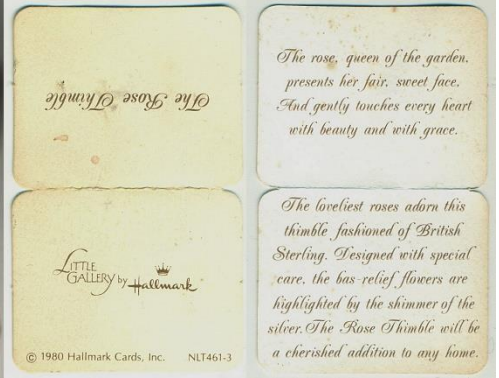 The Rose Thimble
LITTLE
GALLERY by Hallmark
© 1980 Hallmark Cards, Inc. NLT461-3
The rose, queen of the garden,
presents her fair, sweet face.
And gently touches every heart
with beauty and with grace.
The loveliest roses adorn this
thimble fashioned of British
Sterling. Designed with special
care, the bas-relief flowers are
highlighted by the shimmer of the
silver. The Rose Thimble will be
a cherished addition to any home.